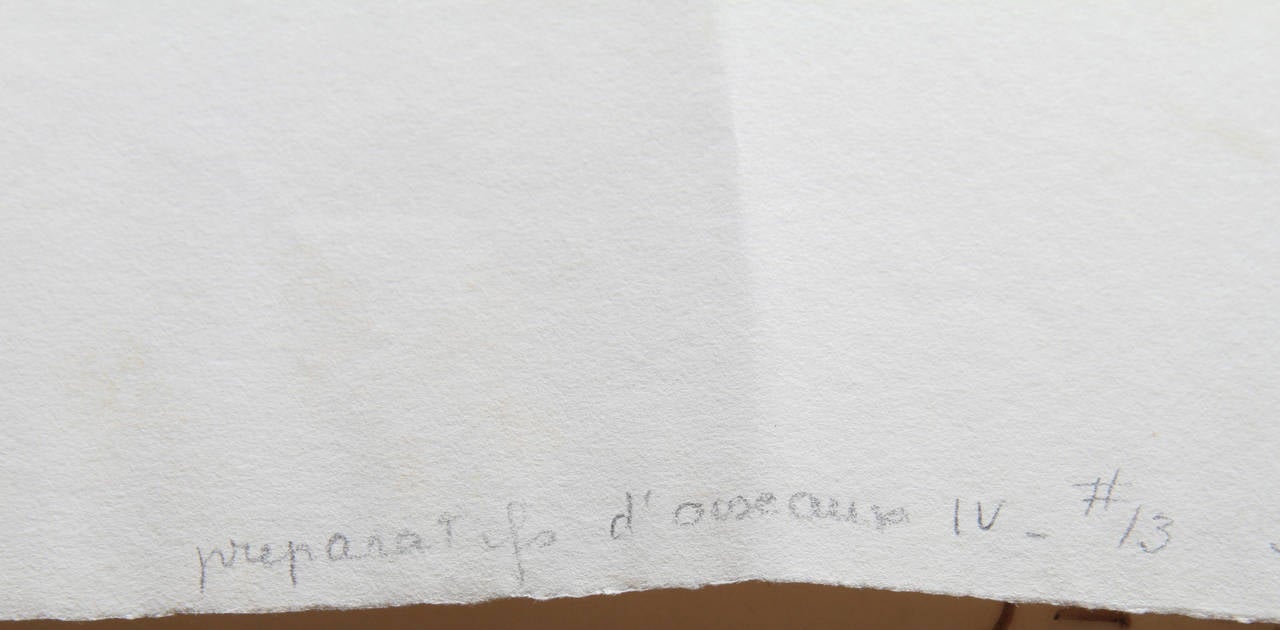 preparatifs d'oiseaux IV - #/13